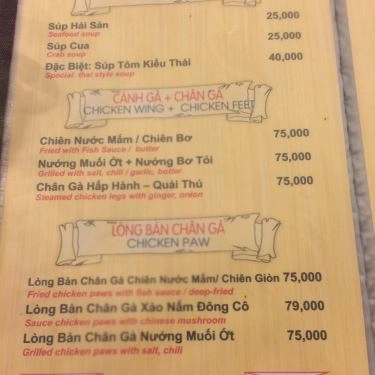 25,000
Súp Hải Sản
Seafood soup
25,000
Súp Cua
Crab soup
40,000
Đặc Biệt: Súp Tôm Kiểu Thái
Special: thai style soup
CÁNH GÀ + CHÂN GÀ
CHICKEN WING + CHICKEN FEET
Chiên Nước Mắm / Chiên Bơ 75,000
Fried with Fish Sauce / butter
Nướng Muối Ớt + Nướng Bơ Tỏi 75,000
Grilled with salt, chili / garlic, butter
Chân Gà Hấp Hành – Quái Thú 75,000
Steamed chicken legs with ginger, onion
LÒNG BÀN CHÂN GÀ
CHICKEN PAW
Lòng Bàn Chân Gà Chiên Nước Mắm/ Chiên Giòn 75,000
Fried chicken paws with fish sauce / deep-fried
Lòng Bàn Chân Gà Xào Nấm Đông Cô 79,000
Sauce chicken paws with chinese mushroom
Lòng Bàn Chân Gà Nướng Muối Ớt 75,000
Grilled chicken paws with salt, chili